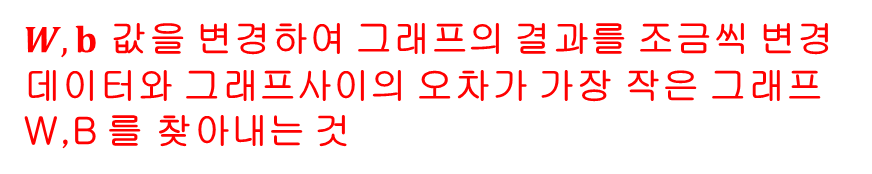 W,b 값을 변경하여 그래프의 결과를 조금씩 변경
데이터와 그래프사이의 오차가 가장 작은 그래프
W,B 를 찾아내는 것